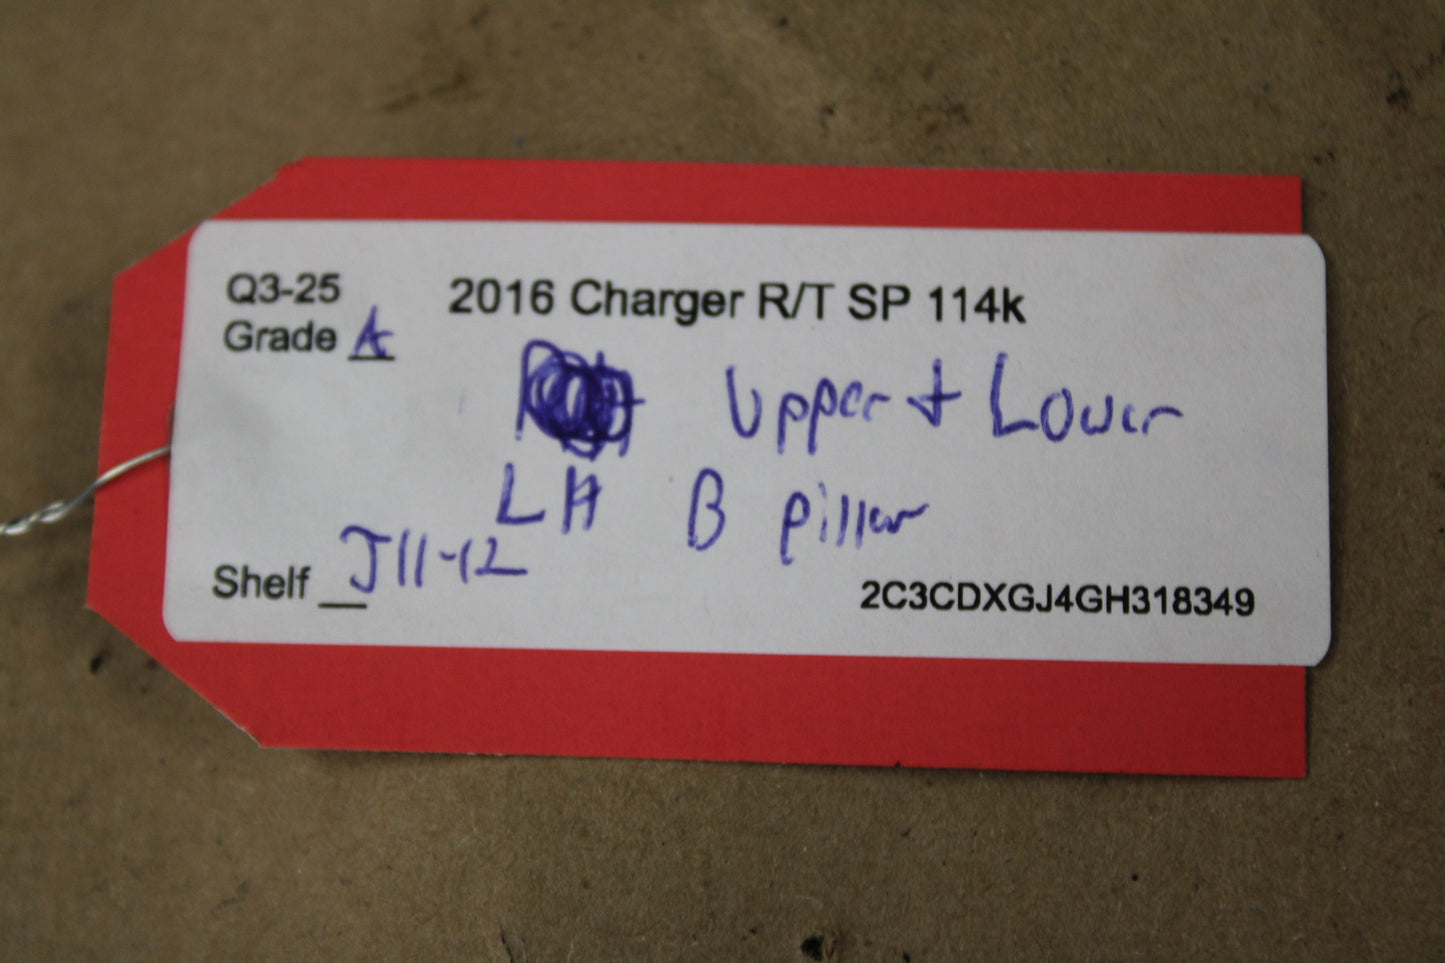 Q3-25 2016 Charger R/T SP 114k
Grade A
Upper + Lower
LH B pillar
Shelf J11-12
2C3CDXGJ4GH318349